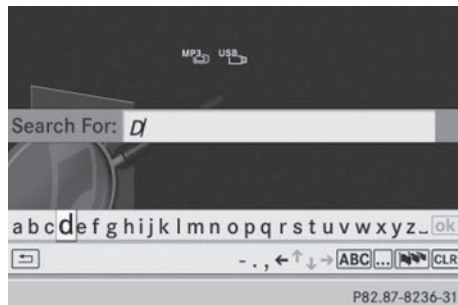 MP3 USB
Search For: D
a b c d e f g h i j k l m n o p q r s t u v w x y z _ ok
- . , ← ↑ ↓ → ABC ... CLR
P82.87-8236-31